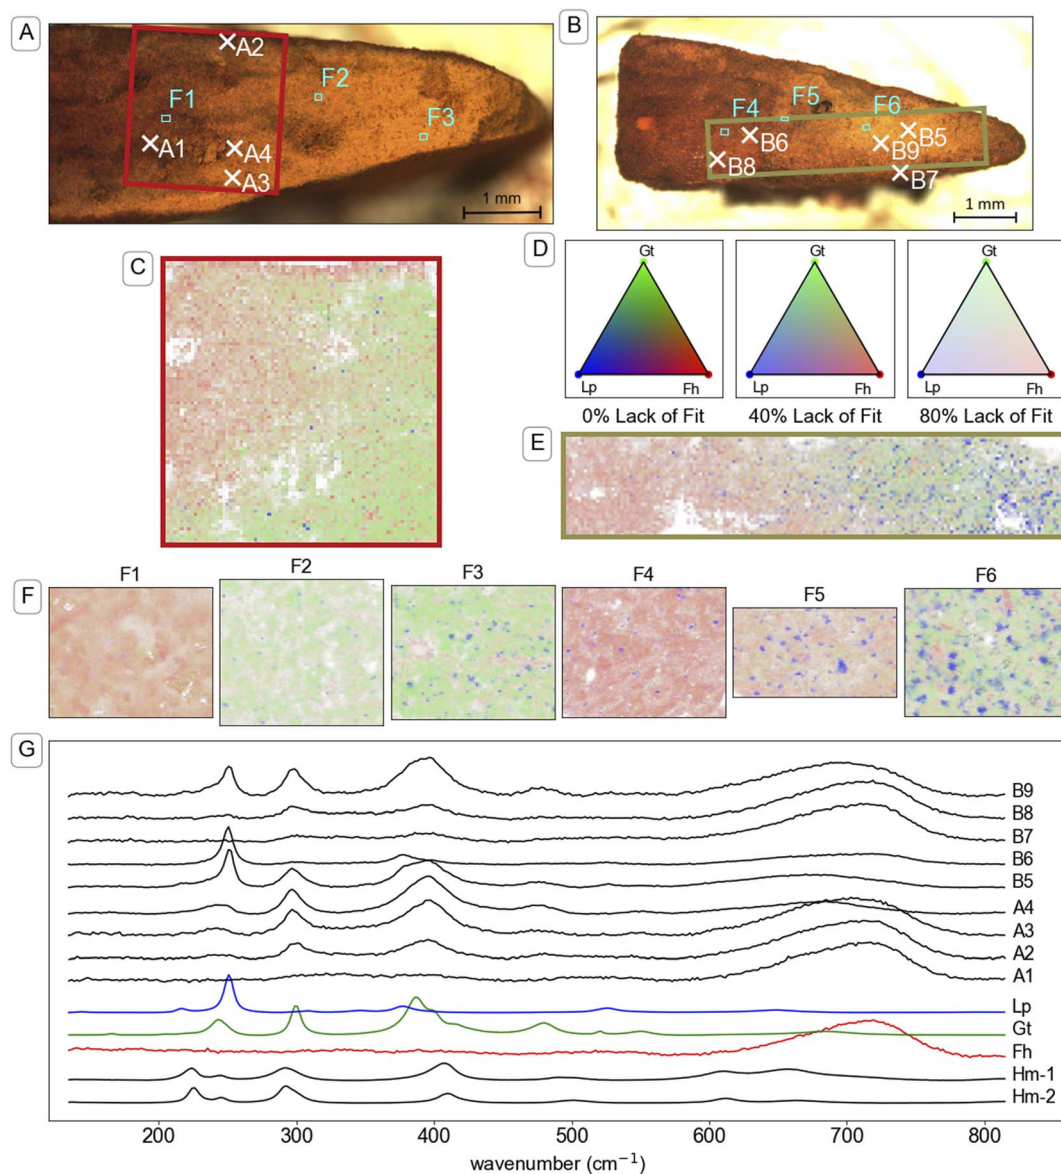 A
B
A2
F1
F2
F3
A1
A4
A3
1 mm
F4
F5
F6
B6
B8
B5
B9
B7
1 mm
C
D
Gt
Gt
Gt
Lp
Fh
Lp
Fh
Lp
Fh
0% Lack of Fit
40% Lack of Fit
80% Lack of Fit
E
F
F1
F2
F3
F4
F5
F6
G
B9
B8
B7
B6
B5
A4
A3
A2
A1
Lp
Gt
Fh
Hm-1
Hm-2
200 300 400 500 600 700 800
wavenumber (cm⁻¹)